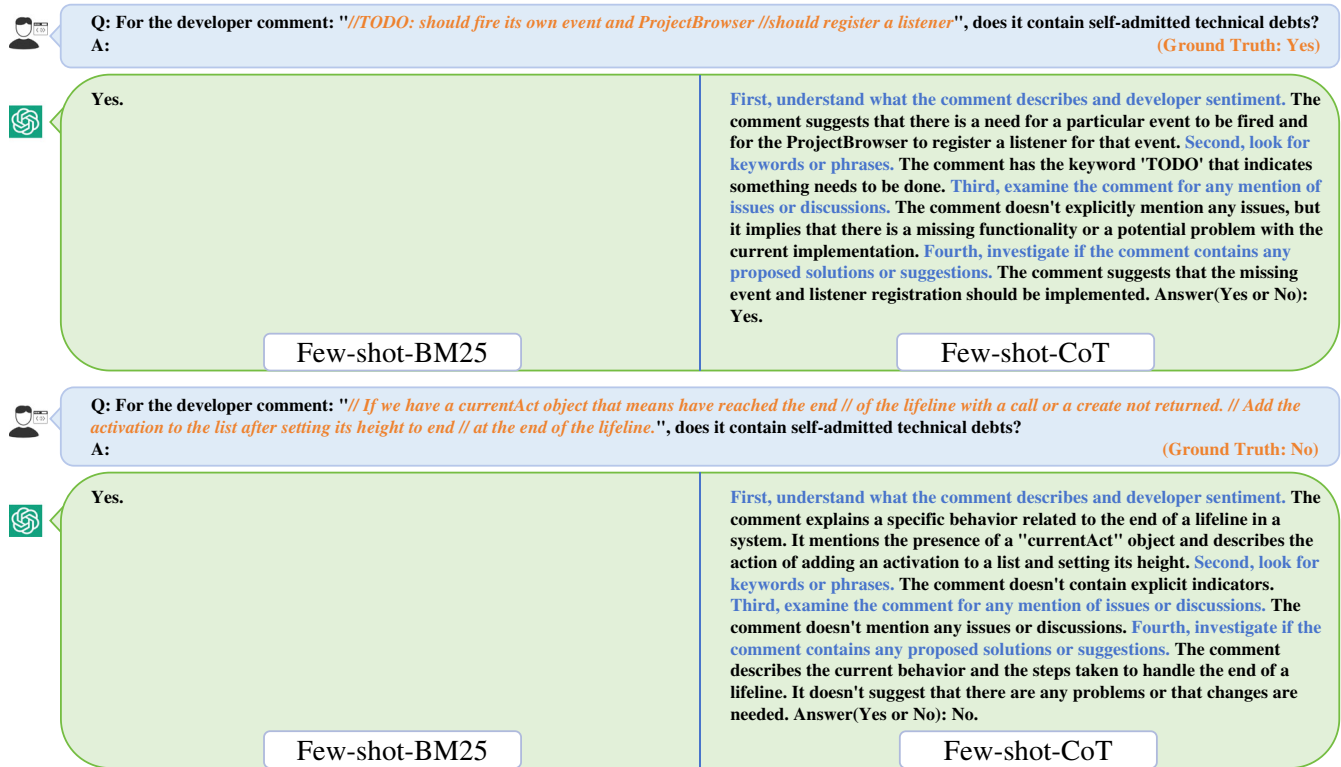 Q: For the developer comment: "//TODO: should fire its own event and ProjectBrowser //should register a listener", does it contain self-admitted technical debts?
A:
(Ground Truth: Yes)
Yes.
First, understand what the comment describes and developer sentiment. The
comment suggests that there is a need for a particular event to be fired and
for the ProjectBrowser to register a listener for that event. Second, look for
keywords or phrases. The comment has the keyword 'TODO' that indicates
something needs to be done. Third, examine the comment for any mention of
issues or discussions. The comment doesn't explicitly mention any issues, but
it implies that there is a missing functionality or a potential problem with the
current implementation. Fourth, investigate if the comment contains any
proposed solutions or suggestions. The comment suggests that the missing
event and listener registration should be implemented. Answer(Yes or No):
Yes.
Few-shot-BM25
Few-shot-CoT
Q: For the developer comment: "// If we have a currentAct object that means have reached the end // of the lifeline with a call or a create not returned. // Add the
activation to the list after setting its height to end // at the end of the lifeline.", does it contain self-admitted technical debts?
A:
(Ground Truth: No)
Yes.
First, understand what the comment describes and developer sentiment. The
comment explains a specific behavior related to the end of a lifeline in a
system. It mentions the presence of a "currentAct" object and describes the
action of adding an activation to a list and setting its height. Second, look for
keywords or phrases. The comment doesn't contain explicit indicators.
Third, examine the comment for any mention of issues or discussions. The
comment doesn't mention any issues or discussions. Fourth, investigate if the
comment contains any proposed solutions or suggestions. The comment
describes the current behavior and the steps taken to handle the end of a
lifeline. It doesn't suggest that there are any problems or that changes are
needed. Answer(Yes or No): No.
Few-shot-BM25
Few-shot-CoT